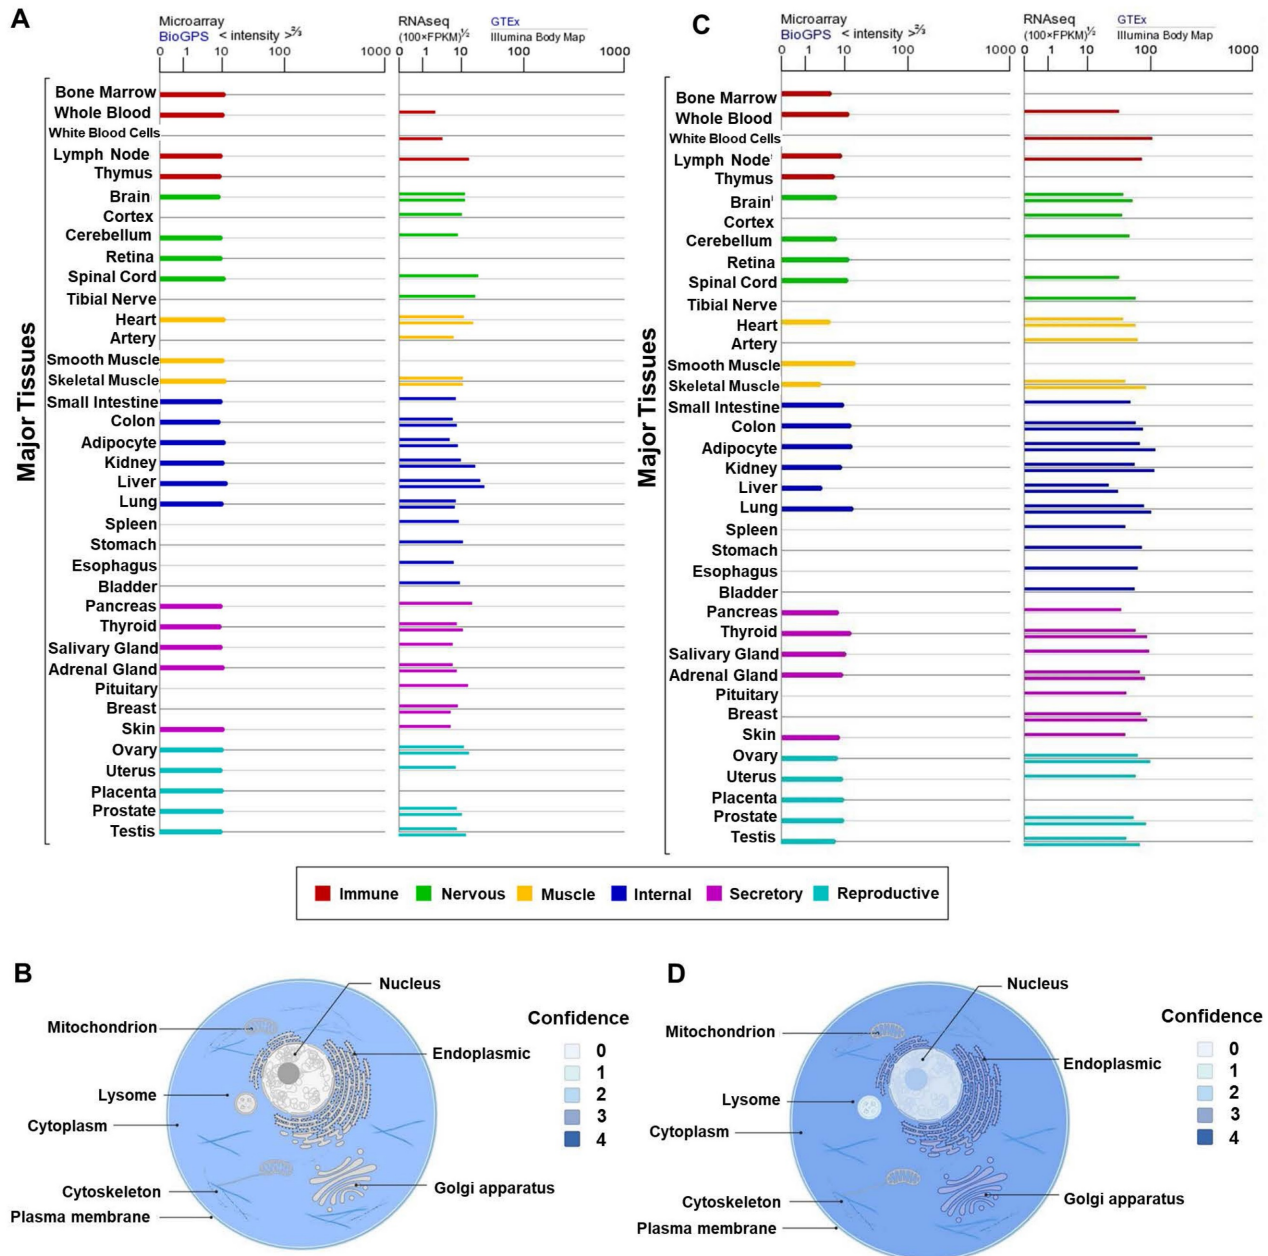 A
Microarray
BioGPS < intensity >⅔
0 1 10 100 1000
RNAseq
(100×FPKM)½
GTEx
Illumina Body Map
0 1 10 100 1000
Major Tissues
Bone Marrow
Whole Blood
White Blood Cells
Lymph Node
Thymus
Brain
Cortex
Cerebellum
Retina
Spinal Cord
Tibial Nerve
Heart
Artery
Smooth Muscle
Skeletal Muscle
Small Intestine
Colon
Adipocyte
Kidney
Liver
Lung
Spleen
Stomach
Esophagus
Bladder
Pancreas
Thyroid
Salivary Gland
Adrenal Gland
Pituitary
Breast
Skin
Ovary
Uterus
Placenta
Prostate
Testis
C
Microarray
BioGPS < intensity >⅔
0 1 10 100 1000
RNAseq
(100×FPKM)½
GTEx
Illumina Body Map
0 1 10 100 1000
Major Tissues
Bone Marrow
Whole Blood
White Blood Cells
Lymph Node
Thymus
Brain
Cortex
Cerebellum
Retina
Spinal Cord
Tibial Nerve
Heart
Artery
Smooth Muscle
Skeletal Muscle
Small Intestine
Colon
Adipocyte
Kidney
Liver
Lung
Spleen
Stomach
Esophagus
Bladder
Pancreas
Thyroid
Salivary Gland
Adrenal Gland
Pituitary
Breast
Skin
Ovary
Uterus
Placenta
Prostate
Testis
Immune Nervous Muscle Internal Secretory Reproductive
B
Nucleus
Mitochondrion
Endoplasmic
Lysome
Cytoplasm
Cytoskeleton
Golgi apparatus
Plasma membrane
Confidence
0
1
2
3
4
D
Nucleus
Mitochondrion
Endoplasmic
Lysome
Cytoplasm
Cytoskeleton
Golgi apparatus
Plasma membrane
Confidence
0
1
2
3
4